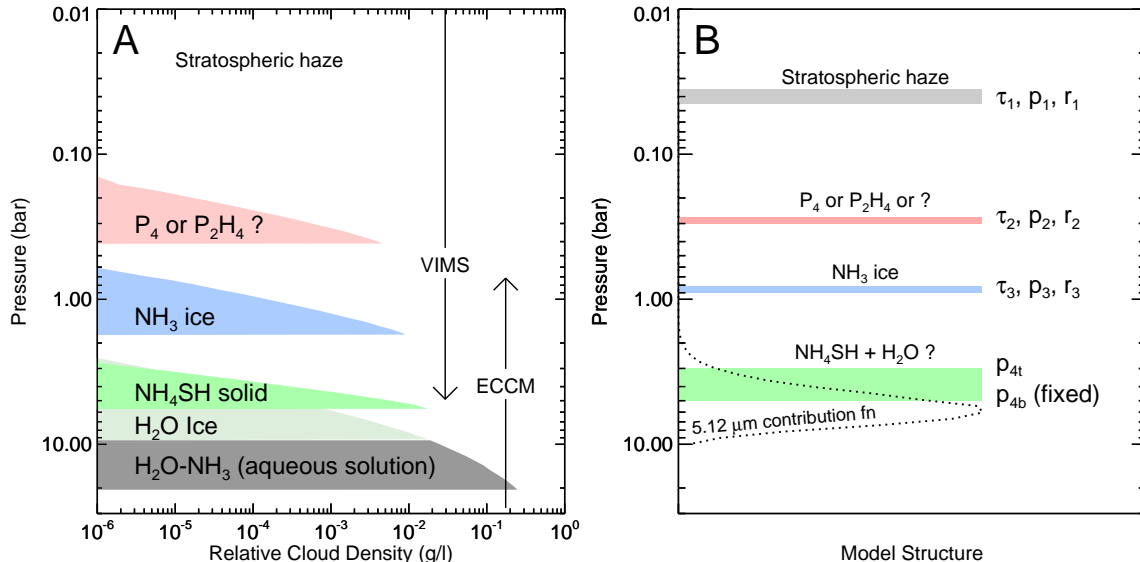 A
Stratospheric haze
P₄ or P₂H₄ ?
NH₃ ice
NH₄SH solid
H₂O Ice
H₂O-NH₃ (aqueous solution)
VIMS
ECCM
0.01
0.10
1.00
10.00
Pressure (bar)
10⁻⁶ 10⁻⁵ 10⁻⁴ 10⁻³ 10⁻² 10⁻¹ 10⁰
Relative Cloud Density (g/l)
B
Stratospheric haze
τ₁, p₁, r₁
P₄ or P₂H₄ or ?
τ₂, p₂, r₂
NH₃ ice
τ₃, p₃, r₃
NH₄SH + H₂O ?
p₄ₜ
p₄b (fixed)
5.12 μm contribution fn
0.01
0.10
1.00
10.00
Pressure (bar)
Model Structure